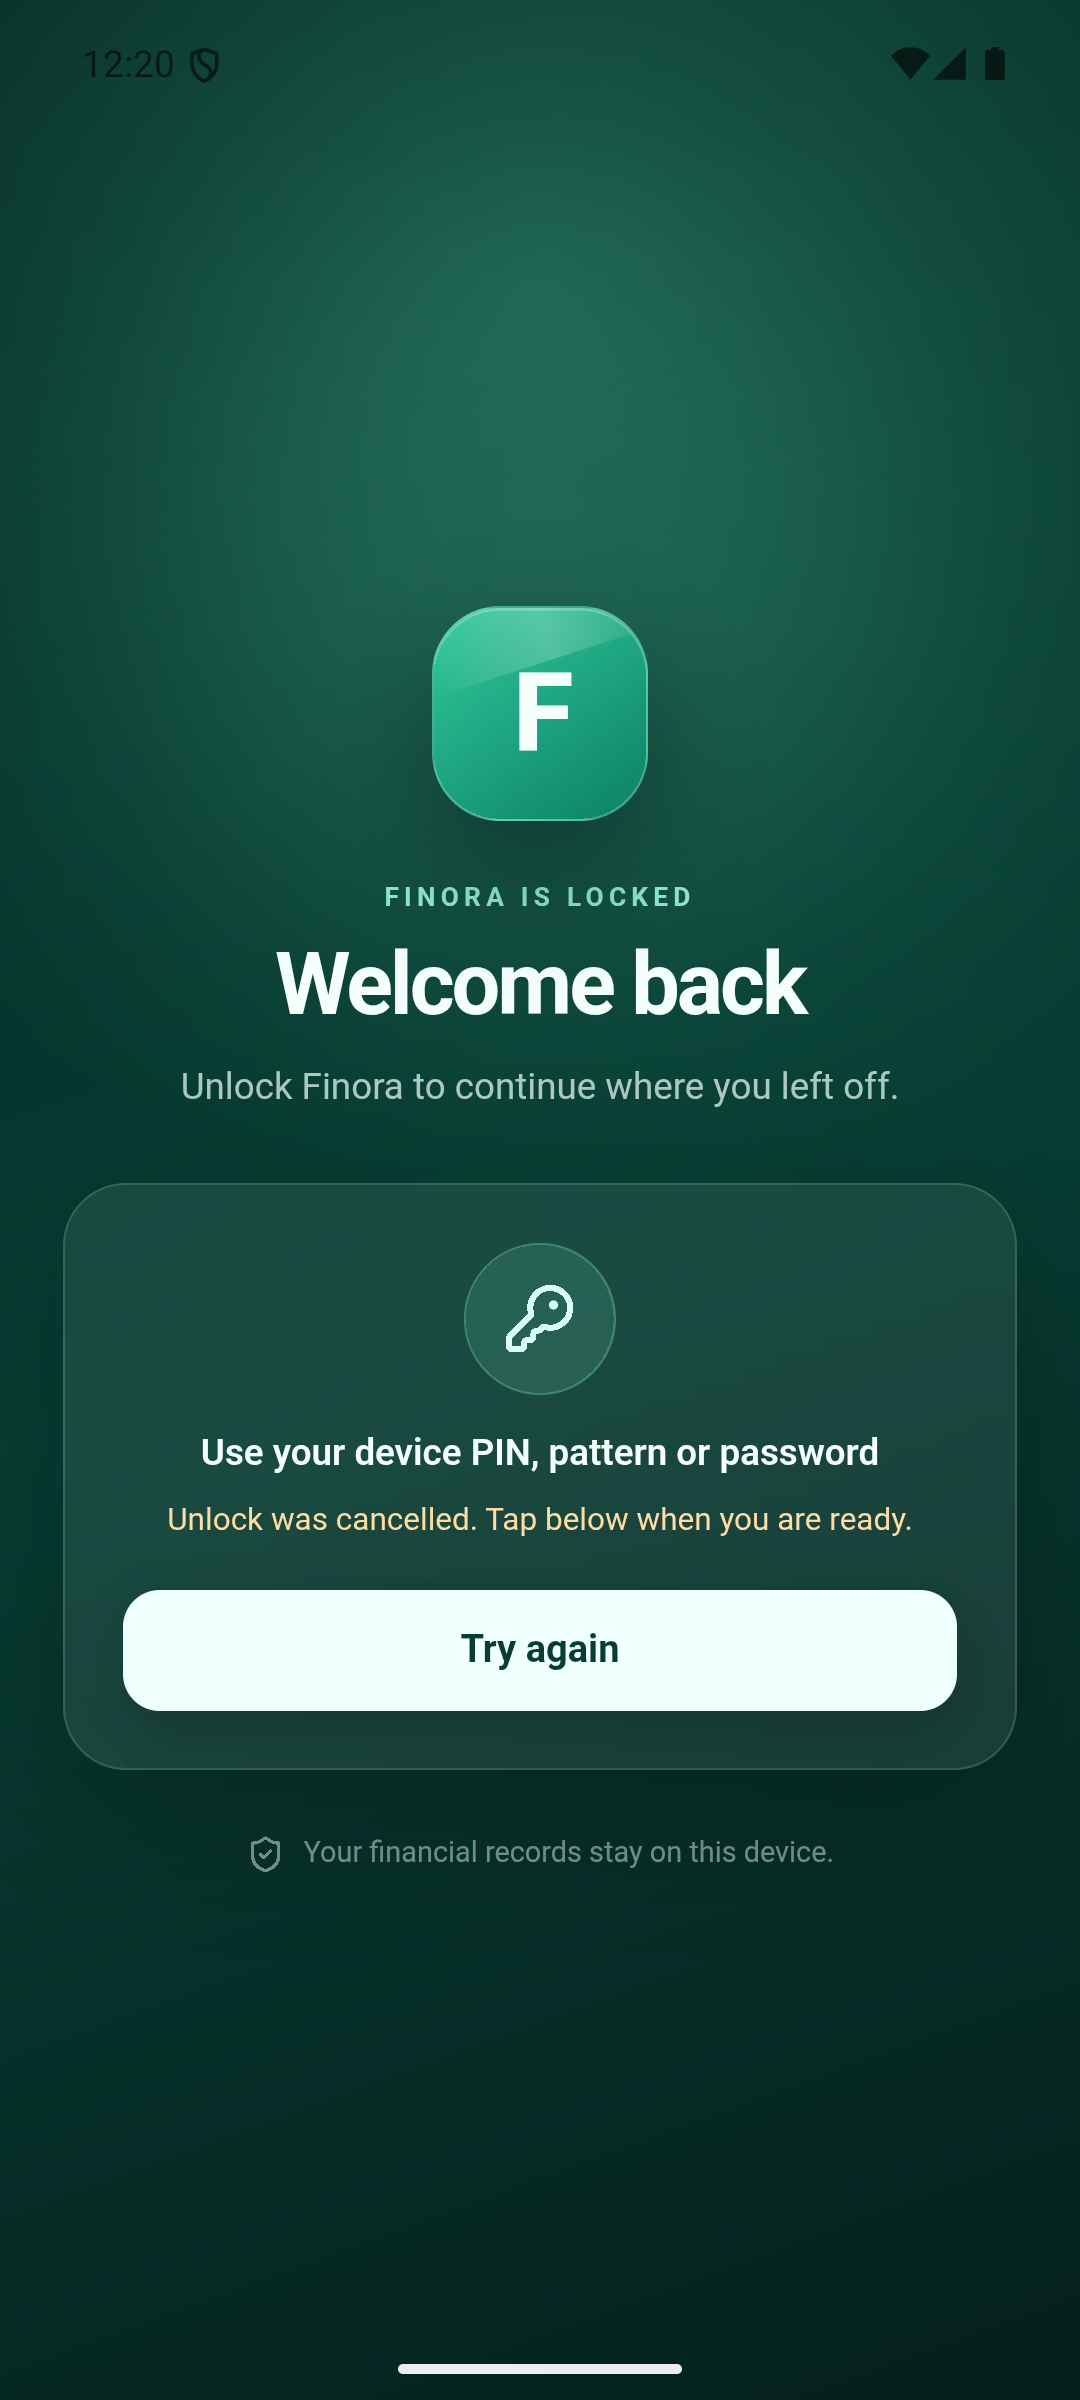 12:20
F
FINORA IS LOCKED
Welcome back
Unlock Finora to continue where you left off.
Use your device PIN, pattern or password
Unlock was cancelled. Tap below when you are ready.
Try again
Your financial records stay on this device.